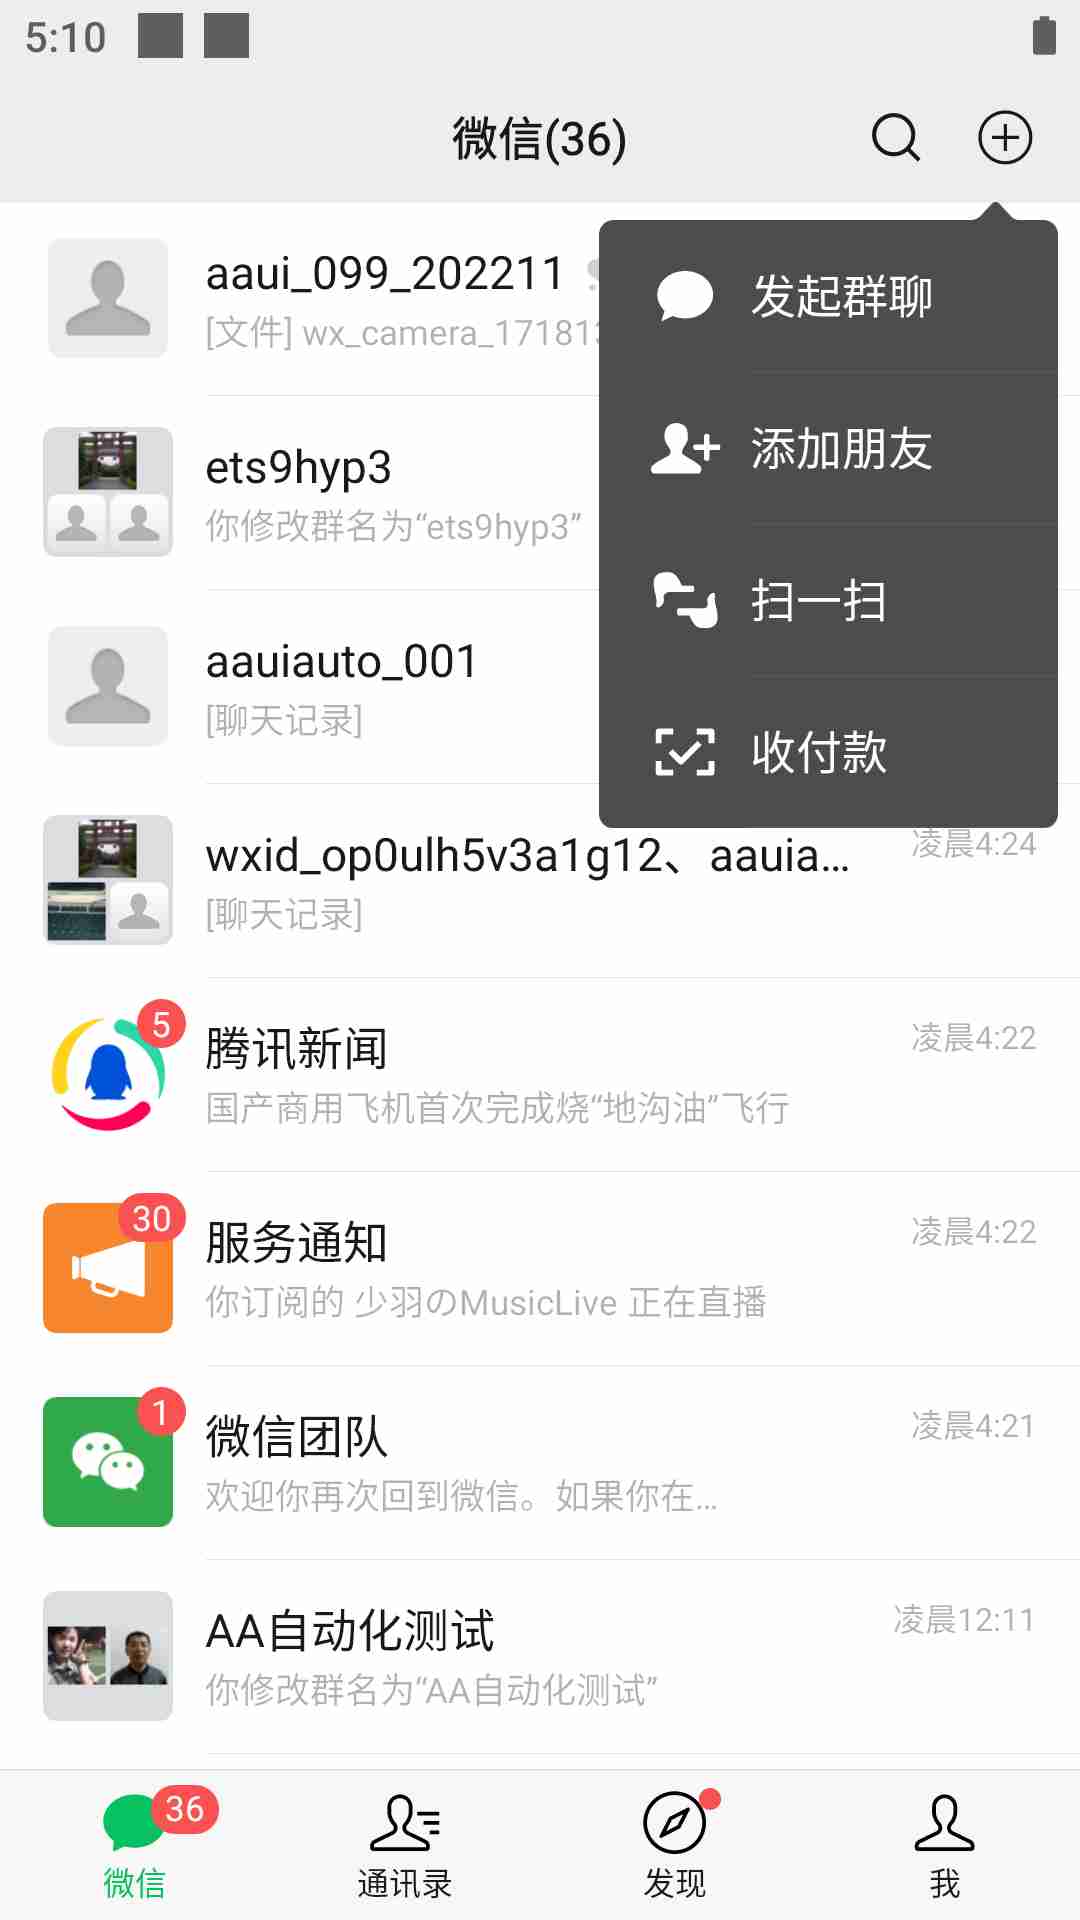 5:10
微信(36)
发起群聊
添加朋友
扫一扫
收付款
aaui_099_202211
[文件] wx_camera_17181
ets9hyp3
你修改群名为“ets9hyp3”
aauiauto_001
[聊天记录]
wxid_op0ulh5v3a1g12、aauia...
凌晨4:24
[聊天记录]
5
腾讯新闻
凌晨4:22
国产商用飞机首次完成烧“地沟油”飞行
30
服务通知
凌晨4:22
你订阅的 少羽のMusicLive 正在直播
1
微信团队
凌晨4:21
欢迎你再次回到微信。如果你在...
AA自动化测试
凌晨12:11
你修改群名为“AA自动化测试”
36
微信
通讯录
发现
我